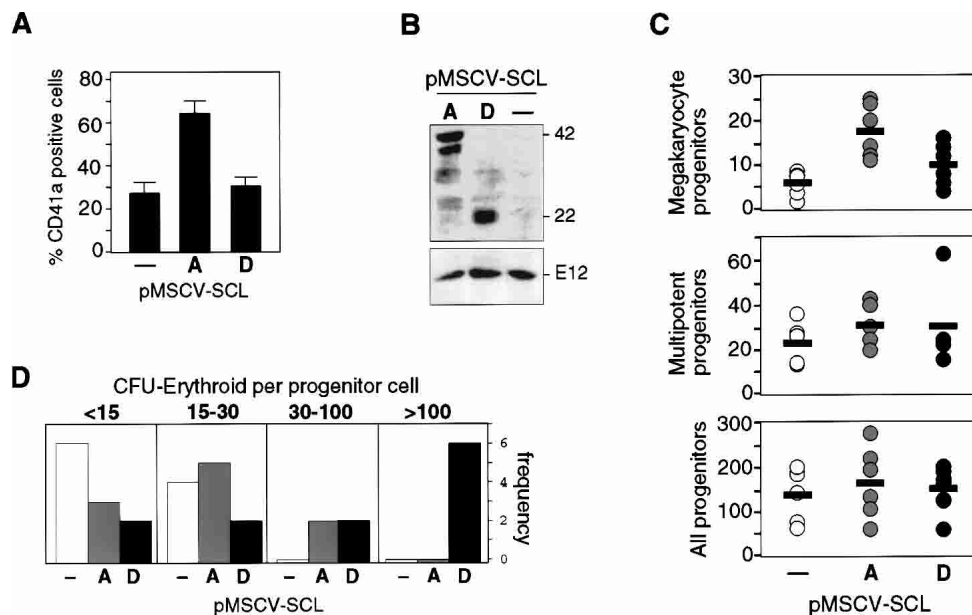 A
% CD41a positive cells
80
60
40
20
0
— A D
pMSCV-SCL
B
pMSCV-SCL
A D —
42
22
E12
C
Megakaryocyte progenitors
30
25
20
10
0
Multipotent progenitors
60
40
20
0
All progenitors
300
200
100
0
— A D
pMSCV-SCL
D
CFU-Erythroid per progenitor cell
<15 15-30 30-100 >100
6
4
2
0
frequency
– A D – A D – A D – A D
pMSCV-SCL